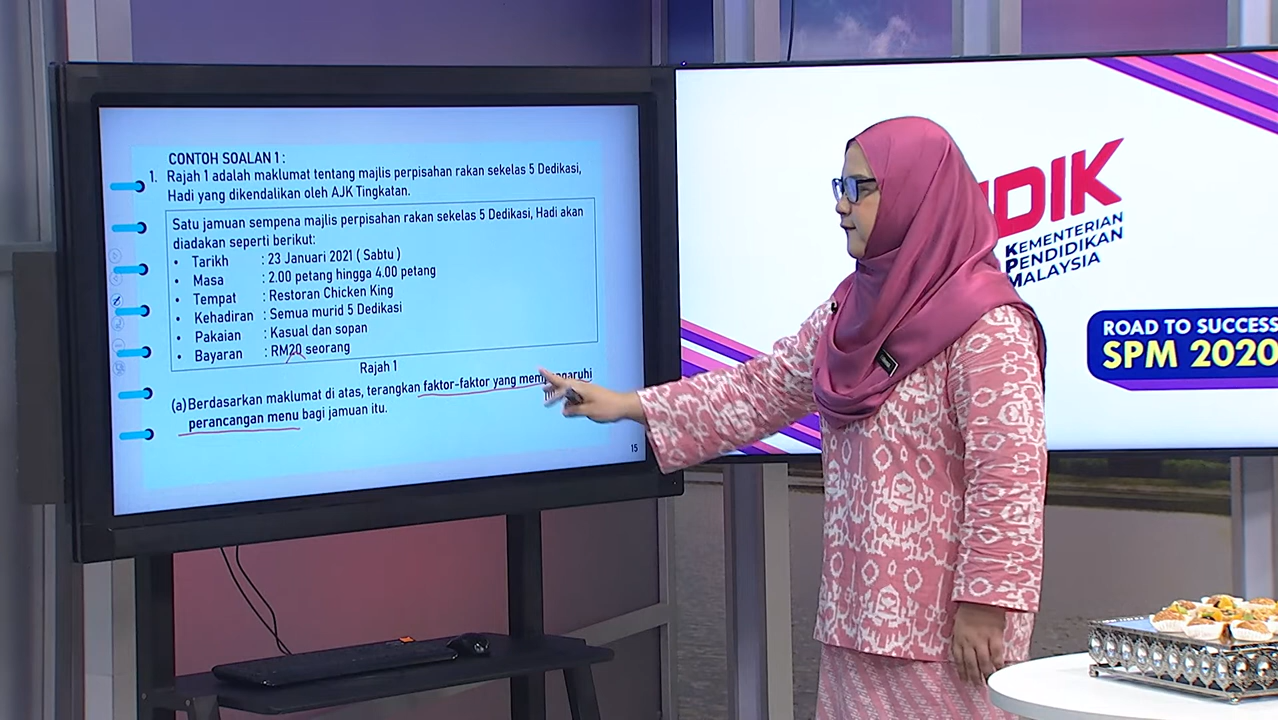 CONTOH SOALAN 1 :
1. Rajah 1 adalah maklumat tentang majlis perpisahan rakan sekelas 5 Dedikasi,
Hadi yang dikendalikan oleh AJK Tingkatan.
Satu jamuan sempena majlis perpisahan rakan sekelas 5 Dedikasi, Hadi akan
diadakan seperti berikut:
• Tarikh : 23 Januari 2021 ( Sabtu )
• Masa : 2.00 petang hingga 4.00 petang
• Tempat : Restoran Chicken King
• Kehadiran : Semua murid 5 Dedikasi
• Pakaian : Kasual dan sopan
• Bayaran : RM20 seorang
Rajah 1
(a) Berdasarkan maklumat di atas, terangkan faktor-faktor yang
perancangan menu bagi jamuan itu.
15
DIK
KEMENTERIAN
PENDIDIKAN
MALAYSIA
ROAD TO SUCCESS
SPM 2020